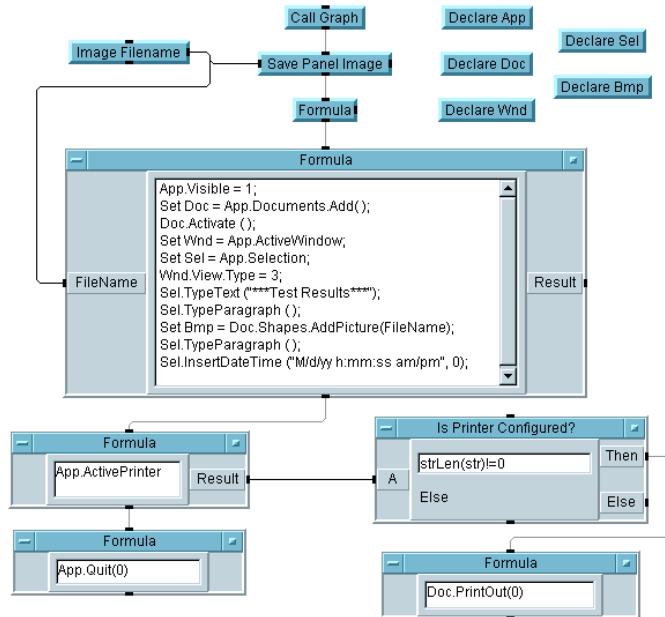 Call Graph
Declare App
Image Filename
Declare Sel
Save Panel Image
Declare Doc
Declare Bmp
Formula
Declare Wnd
Formula
App.Visible = 1;
Set Doc = App.Documents.Add();
Doc.Activate ();
Set Wnd = App.ActiveWindow;
Set Sel = App.Selection;
Wnd.View.Type = 3;
FileName
Result
Sel.TypeText ("***Test Results***");
Sel.TypeParagraph ();
Set Bmp = Doc.Shapes.AddPicture(FileName);
Sel.TypeParagraph ();
Sel.InsertDateTime ("M/d/yy h:mm:ss am/pm", 0);
Formula
App.ActivePrinter
Result
Is Printer Configured?
A
strLen(str)!=0
Then
Else
Else
Formula
App.Quit(0)
Formula
Doc.PrintOut(0)